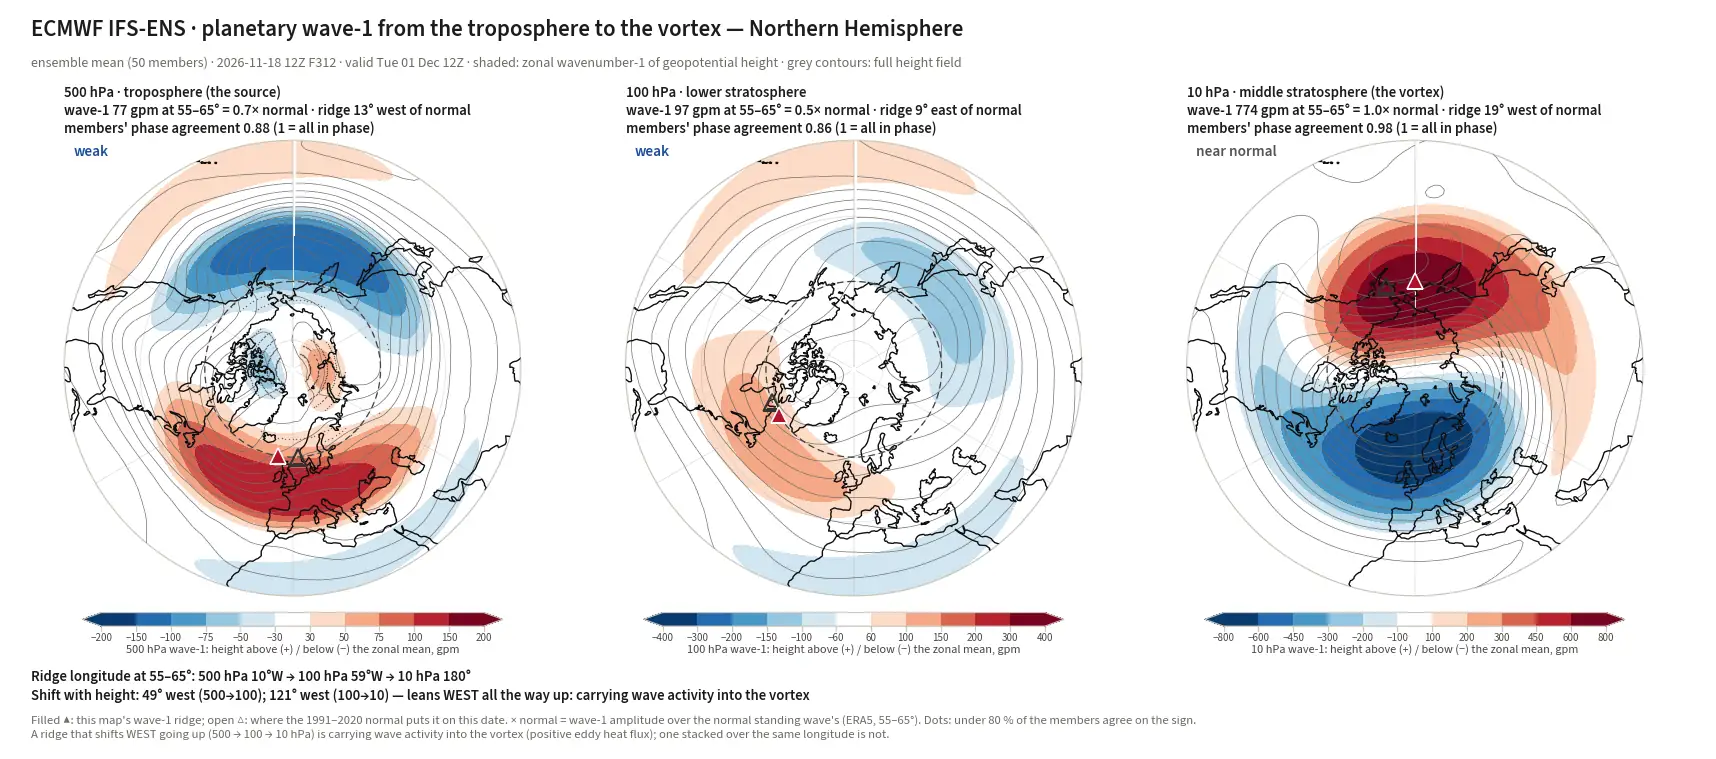 ECMWF IFS-ENS · planetary wave-1 from the troposphere to the vortex — Northern Hemisphere
ensemble mean (50 members) · 2026-11-18 12Z F312 · valid Tue 01 Dec 12Z · shaded: zonal wavenumber-1 of geopotential height · grey contours: full height field
500 hPa · troposphere (the source)
wave-1 77 gpm at 55–65° = 0.7× normal · ridge 13° west of normal
members' phase agreement 0.88 (1 = all in phase)
weak
100 hPa · lower stratosphere
wave-1 97 gpm at 55–65° = 0.5× normal · ridge 9° east of normal
members' phase agreement 0.86 (1 = all in phase)
weak
10 hPa · middle stratosphere (the vortex)
wave-1 774 gpm at 55–65° = 1.0× normal · ridge 19° west of normal
members' phase agreement 0.98 (1 = all in phase)
near normal
−200 −150 −100 −75 −50 −30 30 50 75 100 150 200
500 hPa wave-1: height above (+) / below (−) the zonal mean, gpm
−400 −300 −200 −150 −100 −60 60 100 150 200 300 400
100 hPa wave-1: height above (+) / below (−) the zonal mean, gpm
−800 −600 −450 −300 −200 −100 100 200 300 450 600 800
10 hPa wave-1: height above (+) / below (−) the zonal mean, gpm
Ridge longitude at 55–65°: 500 hPa 10°W → 100 hPa 59°W → 10 hPa 180°
Shift with height: 49° west (500→100); 121° west (100→10) — leans WEST all the way up: carrying wave activity into the vortex
Filled ▲: this map's wave-1 ridge; open △: where the 1991–2020 normal puts it on this date. × normal = wave-1 amplitude over the normal standing wave's (ERA5, 55–65°). Dots: under 80 % of the members agree on the sign.
A ridge that shifts WEST going up (500 → 100 → 10 hPa) is carrying wave activity into the vortex (positive eddy heat flux); one stacked over the same longitude is not.